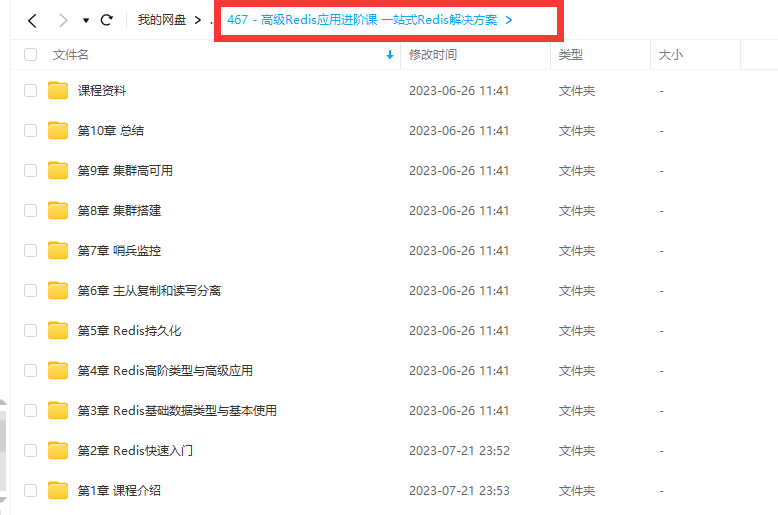 我的网盘 > . 467 - 高级Redis应用进阶课 一站式Redis解决方案 >
文件名 修改时间 类型 大小
课程资料 2023-06-26 11:41 文件夹 -
第10章 总结 2023-06-26 11:41 文件夹 -
第9章 集群高可用 2023-06-26 11:41 文件夹 -
第8章 集群搭建 2023-06-26 11:41 文件夹 -
第7章 哨兵监控 2023-06-26 11:41 文件夹 -
第6章 主从复制和读写分离 2023-06-26 11:41 文件夹 -
第5章 Redis持久化 2023-06-26 11:41 文件夹 -
第4章 Redis高阶类型与高级应用 2023-06-26 11:41 文件夹 -
第3章 Redis基础数据类型与基本使用 2023-06-26 11:41 文件夹 -
第2章 Redis快速入门 2023-07-21 23:52 文件夹 -
第1章 课程介绍 2023-07-21 23:53 文件夹 -